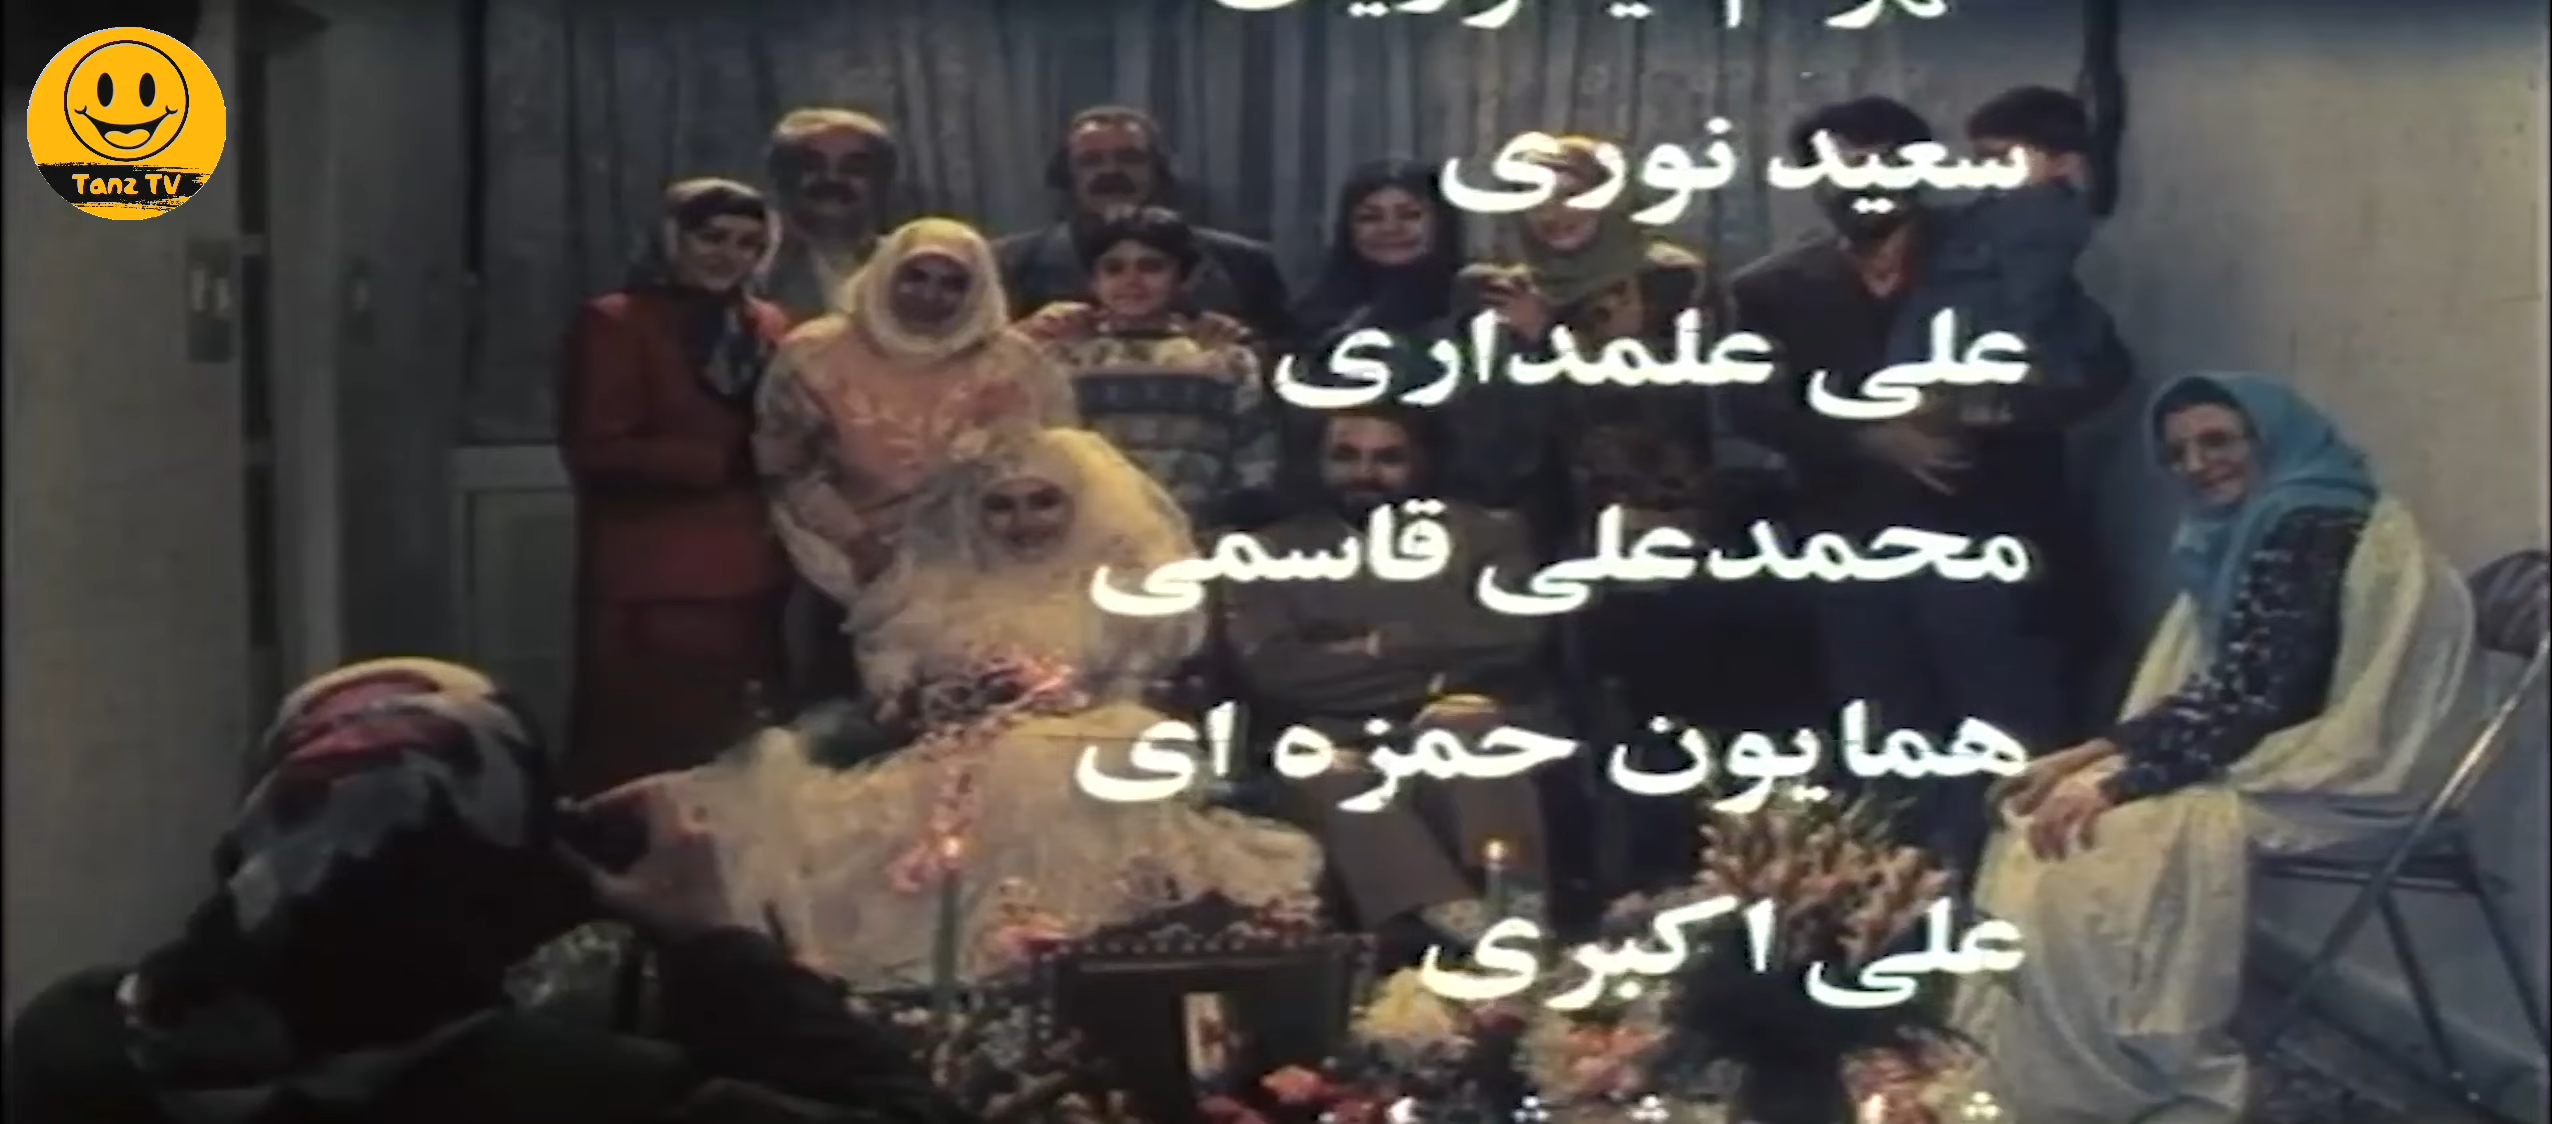 Tanz TV
سعید نوری
علی علمداری
محمدعلی قاسمی
همایون حمزه ای
علی اکبری